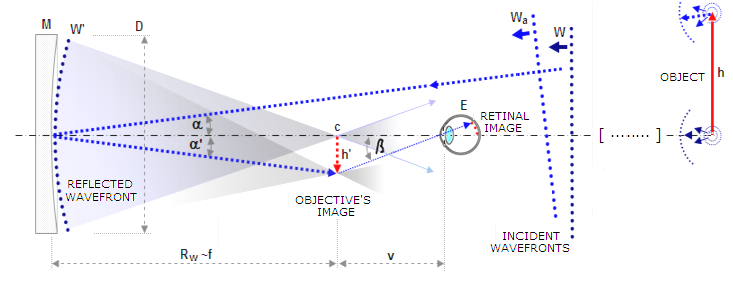 M W' D
Wa
W
h
OBJECT
α
α'
c
h'
ß
E
RETINAL
IMAGE
[ ........ ]
REFLECTED
WAVEFRONT
OBJECTIVE'S
IMAGE
INCIDENT
WAVEFRONTS
RW ~f
v